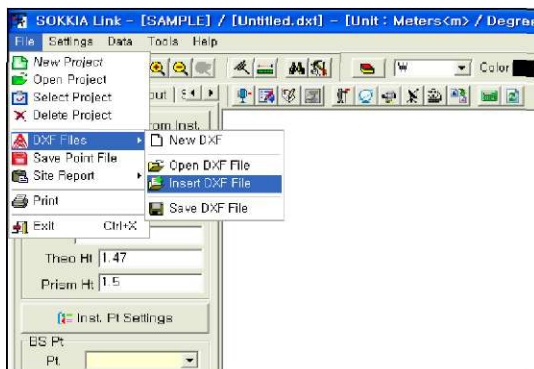 SOKKIA Link - [SAMPLE] / [Untitled.dxf] - [Unit : Meters<m> / Degree
File Settings Data Tools Help
New Project
Open Project
Select Project
Delete Project
DXF Files
Save Point File
Site Report
Print
Exit Ctrl+X
New DXF
Open DXF File
Insert DXF File
Save DXF File
W
Color
out
om Inst.
Theo Ht 1.47
Prism Ht 1.5
Inst. Pt Settings
BS Pt
Pt.